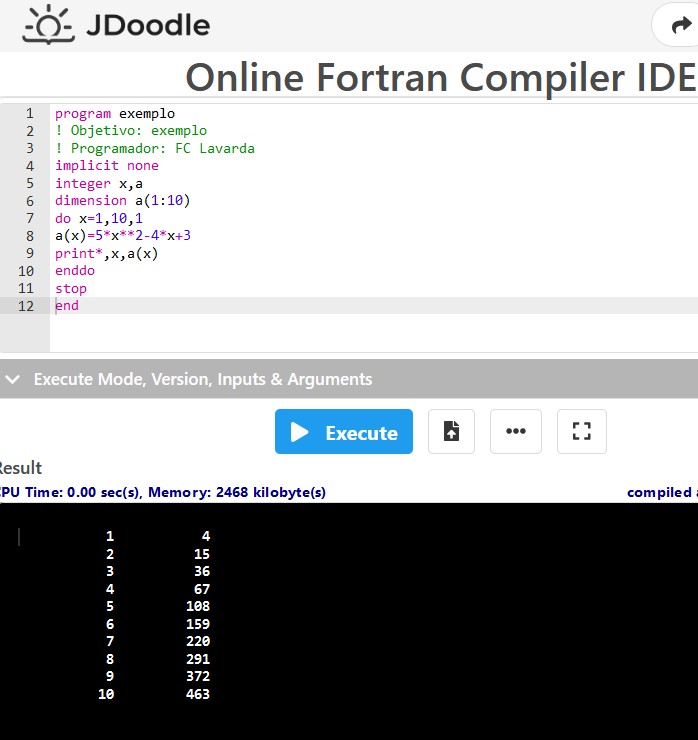 JDoodle
Online Fortran Compiler IDE
1 program exemplo
2 ! Objetivo: exemplo
3 ! Programador: FC Lavarda
4 implicit none
5 integer x,a
6 dimension a(1:10)
7 do x=1,10,1
8 a(x)=5*x**2-4*x+3
9 print*,x,a(x)
10 enddo
11 stop
12 end
Execute Mode, Version, Inputs & Arguments
Execute
esult
PU Time: 0.00 sec(s), Memory: 2468 kilobyte(s) compiled
1 4
2 15
3 36
4 67
5 108
6 159
7 220
8 291
9 372
10 463